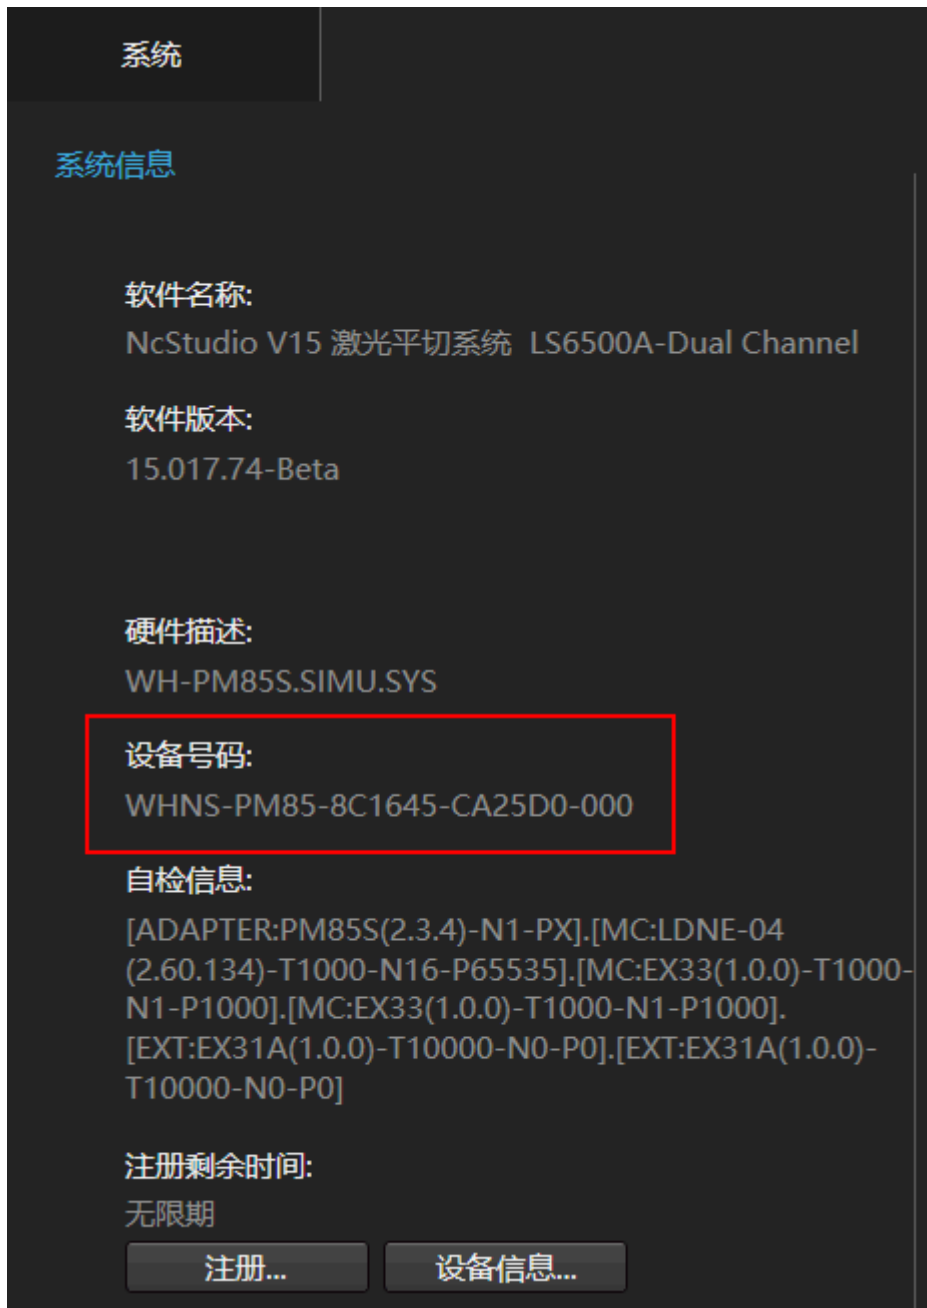 系统
系统信息
软件名称:
NcStudio V15 激光平切系统  LS6500A-Dual Channel
软件版本:
15.017.74-Beta
硬件描述:
WH-PM85S.SIMU.SYS
设备号码:
WHNS-PM85-8C1645-CA25D0-000
自检信息:
[ADAPTER:PM85S(2.3.4)-N1-PX].[MC:LDNE-04
(2.60.134)-T1000-N16-P65535].[MC:EX33(1.0.0)-T1000-
N1-P1000].[MC:EX33(1.0.0)-T1000-N1-P1000].
[EXT:EX31A(1.0.0)-T10000-N0-P0].[EXT:EX31A(1.0.0)-
T10000-N0-P0]
注册剩余时间:
无限期
注册... 设备信息...